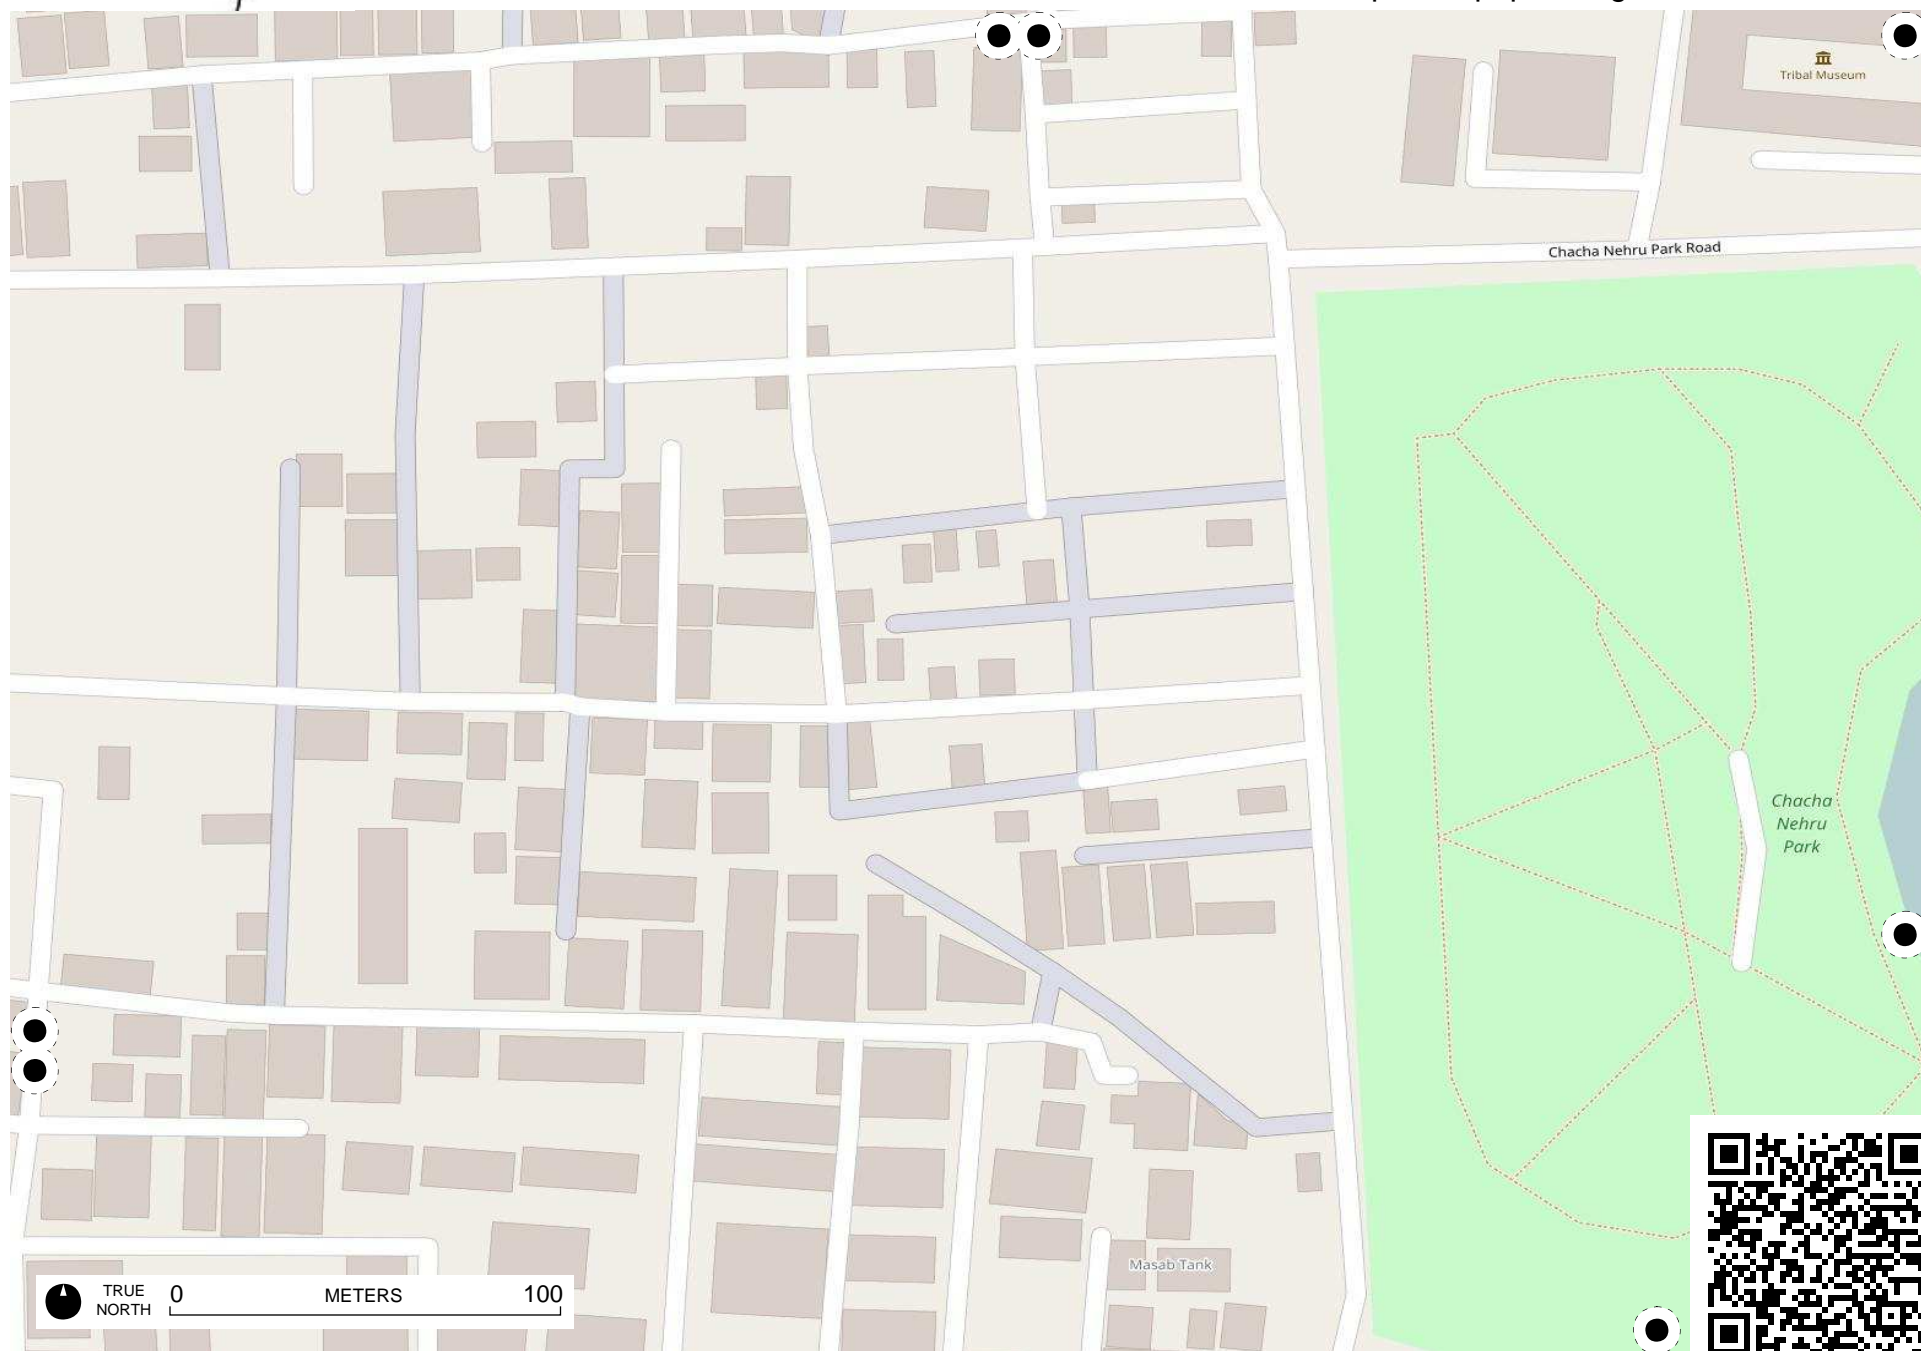 Tribal Museum
Chacha Nehru Park Road
Chacha
Nehru
Park
Masab Tank
TRUE
NORTH
0 METERS 100